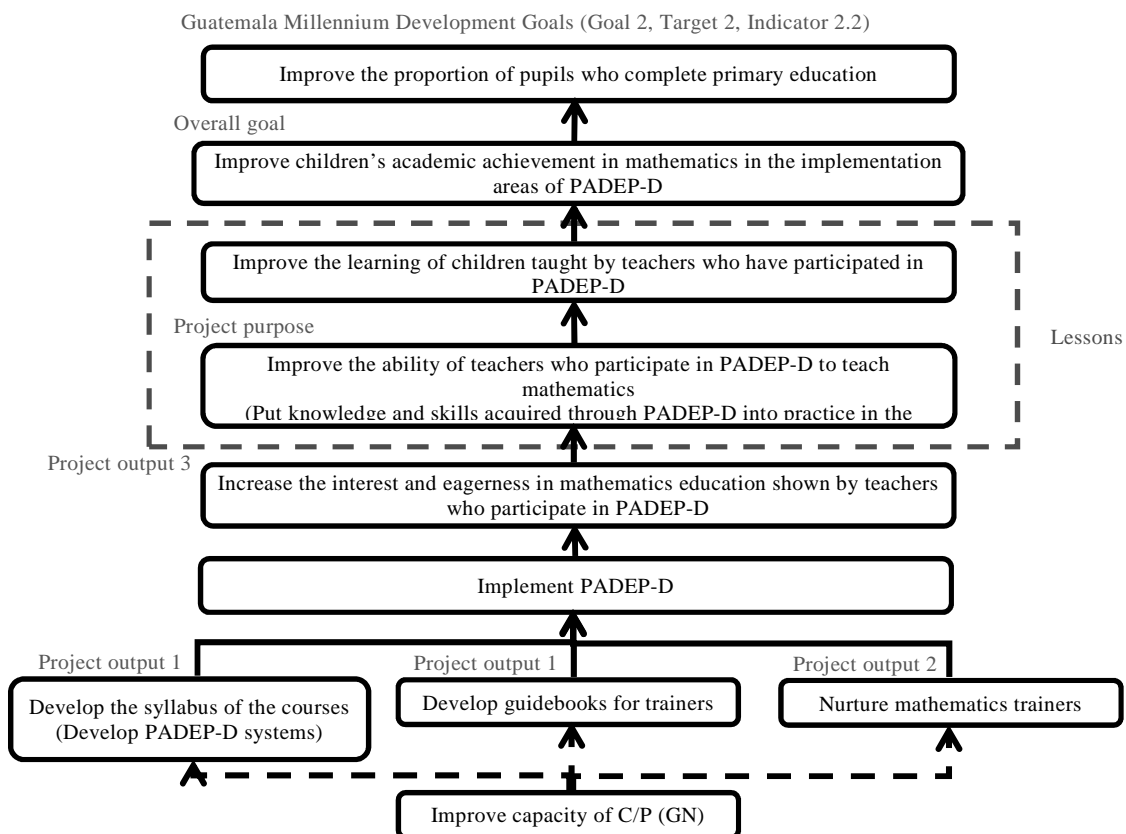 Guatemala Millennium Development Goals (Goal 2, Target 2, Indicator 2.2)
Improve the proportion of pupils who complete primary education
Overall goal
Improve children’s academic achievement in mathematics in the implementation
areas of PADEP-D
Improve the learning of children taught by teachers who have participated in
PADEP-D
Project purpose
Lessons
Improve the ability of teachers who participate in PADEP-D to teach
mathematics
(Put knowledge and skills acquired through PADEP-D into practice in the
Project output 3
Increase the interest and eagerness in mathematics education shown by teachers
who participate in PADEP-D
Implement PADEP-D
Project output 1
Project output 1
Project output 2
Develop the syllabus of the courses
(Develop PADEP-D systems)
Develop guidebooks for trainers
Nurture mathematics trainers
Improve capacity of C/P (GN)